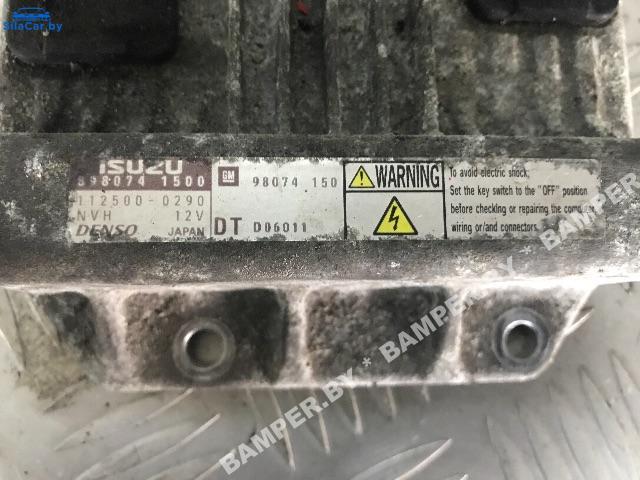 SilaCar.by
ISUZU
898074 1500
112500-0290
NVH 12V
DENSO JAPAN
GM 98074 150
DT D06011
WARNING
To avoid electric shock;
Set the key switch to the "OFF" position
before checking or repairing the
wiring or/and connectors.
BAMPER.BY * BAMPER.BY * BAMPER.BY